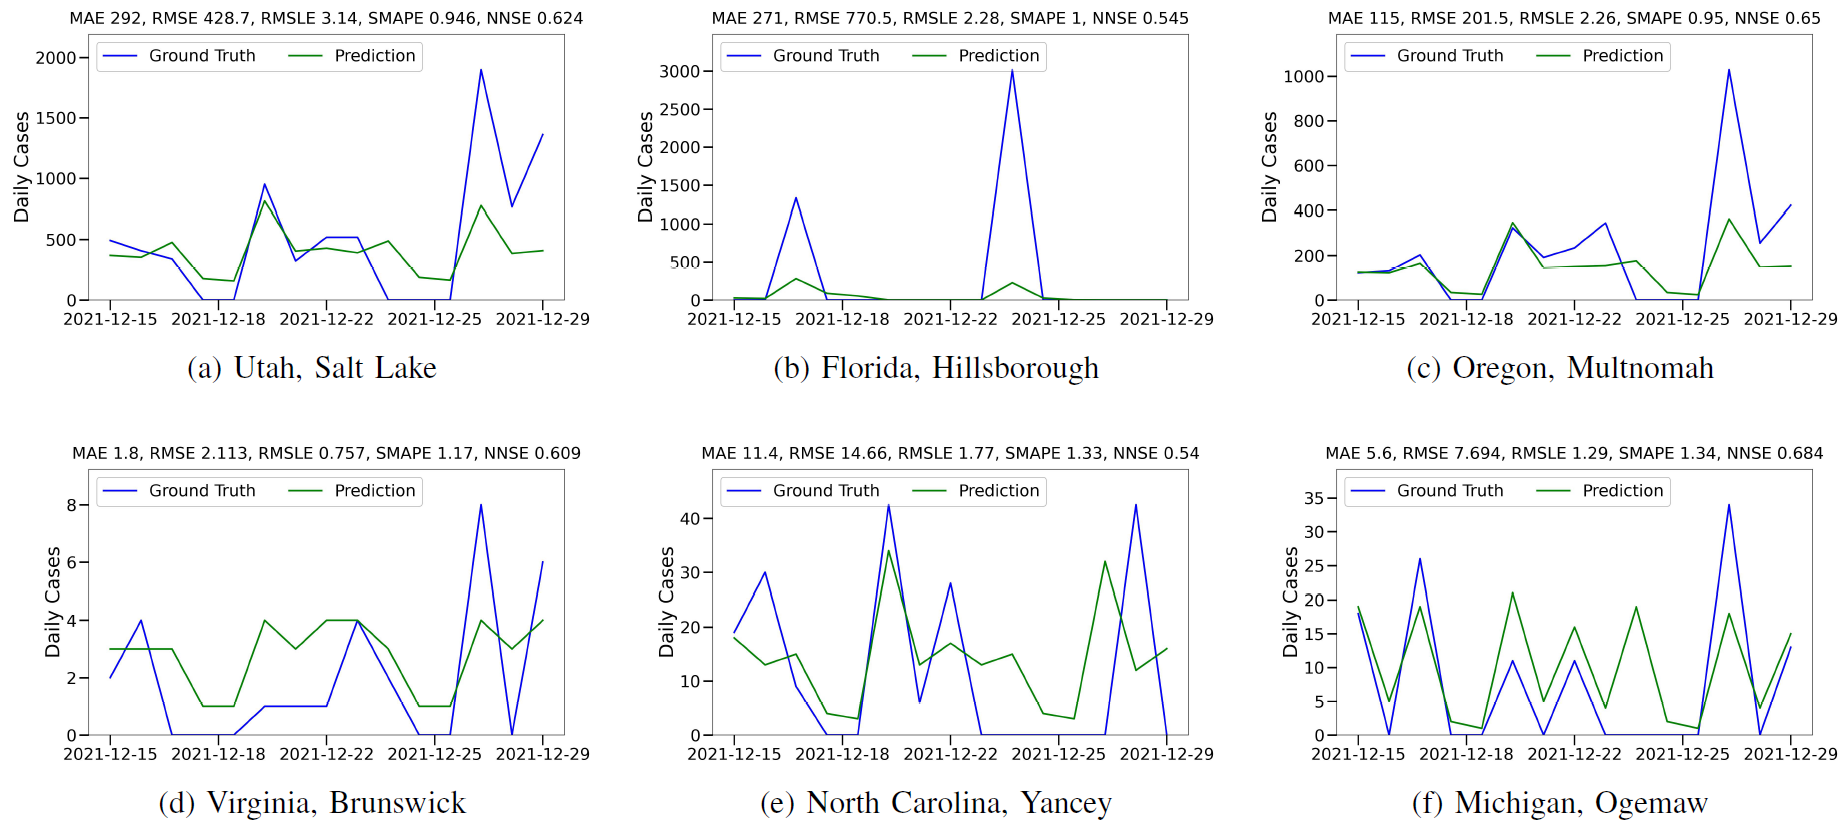 MAE 292, RMSE 428.7, RMSLE 3.14, SMAPE 0.946, NNSE 0.624
Ground Truth
Prediction
Daily Cases
2000
1500
1000
500
0
2021-12-15
2021-12-18
2021-12-22
2021-12-25
2021-12-29
(a) Utah, Salt Lake
MAE 271, RMSE 770.5, RMSLE 2.28, SMAPE 1, NNSE 0.545
Ground Truth
Prediction
Daily Cases
3000
2500
2000
1500
1000
500
0
2021-12-15
2021-12-18
2021-12-22
2021-12-25
2021-12-29
(b) Florida, Hillsborough
MAE 115, RMSE 201.5, RMSLE 2.26, SMAPE 0.95, NNSE 0.65
Ground Truth
Prediction
Daily Cases
1000
800
600
400
200
0
2021-12-15
2021-12-18
2021-12-22
2021-12-25
2021-12-29
(c) Oregon, Multnomah
MAE 1.8, RMSE 2.113, RMSLE 0.757, SMAPE 1.17, NNSE 0.609
Ground Truth
Prediction
Daily Cases
8
6
4
2
0
2021-12-15
2021-12-18
2021-12-22
2021-12-25
2021-12-29
(d) Virginia, Brunswick
MAE 11.4, RMSE 14.66, RMSLE 1.77, SMAPE 1.33, NNSE 0.54
Ground Truth
Prediction
Daily Cases
40
30
20
10
0
2021-12-15
2021-12-18
2021-12-22
2021-12-25
2021-12-29
(e) North Carolina, Yancey
MAE 5.6, RMSE 7.694, RMSLE 1.29, SMAPE 1.34, NNSE 0.684
Ground Truth
Prediction
Daily Cases
35
30
25
20
15
10
5
0
2021-12-15
2021-12-18
2021-12-22
2021-12-25
2021-12-29
(f) Michigan, Ogemaw